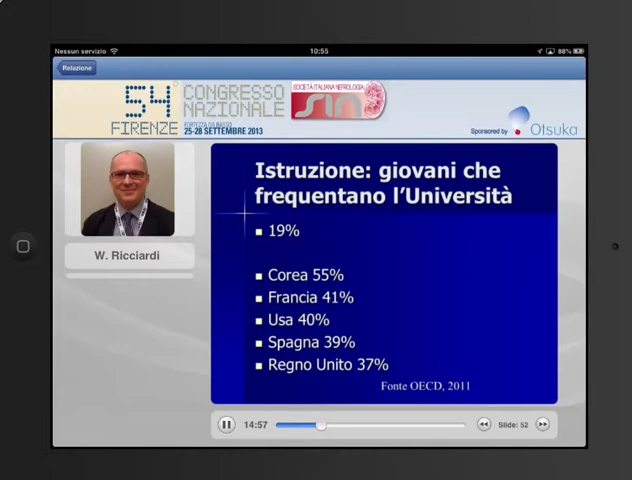 Nessun servizio
10:55
88%
Relazione
54°
CONGRESSO
NAZIONALE
FIRENZE
FORTEZZA DA BASSO
25-28 SETTEMBRE 2013
SOCIETÀ ITALIANA NEFROLOGIA
sin
Sponsored by
Otsuka
W. Ricciardi
Istruzione: giovani che
frequentano l'Università
19%
Corea 55%
Francia 41%
Usa 40%
Spagna 39%
Regno Unito 37%
Fonte OECD, 2011
14:57
Slide: 52